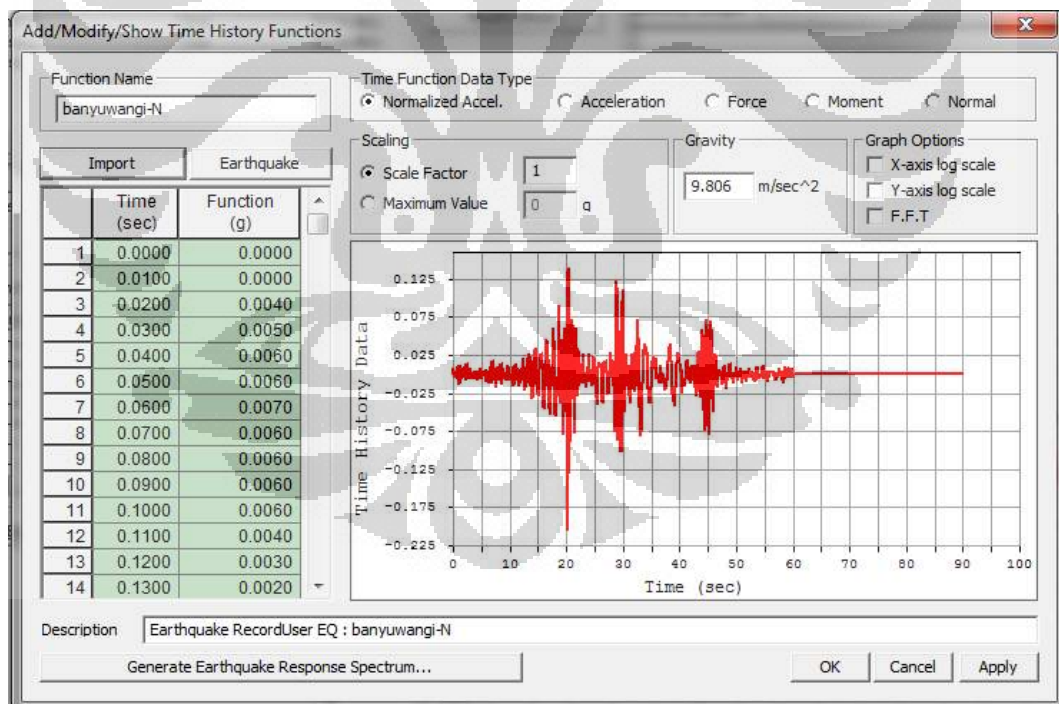 Add/Modify/Show Time History Functions
Function Name
banyuwangi-N
Import
Earthquake
Time Function Data Type
Normalized Accel.
Acceleration
Force
Moment
Normal
Scaling
Scale Factor
1
Maximum Value
0
g
Gravity
9.806
m/sec^2
Graph Options
X-axis log scale
Y-axis log scale
F.F.T
Time (sec) Function (g)
1 0.0000 0.0000
2 0.0100 0.0000
3 0.0200 0.0040
4 0.0300 0.0050
5 0.0400 0.0060
6 0.0500 0.0060
7 0.0600 0.0070
8 0.0700 0.0060
9 0.0800 0.0060
10 0.0900 0.0060
11 0.1000 0.0060
12 0.1100 0.0040
13 0.1200 0.0030
14 0.1300 0.0020
Time History Data
0.125
0.075
0.025
-0.025
-0.075
-0.125
-0.175
-0.225
0 10 20 30 40 50 60 70 80 90 100
Time (sec)
Description
Earthquake RecordUser EQ : banyuwangi-N
Generate Earthquake Response Spectrum...
OK
Cancel
Apply